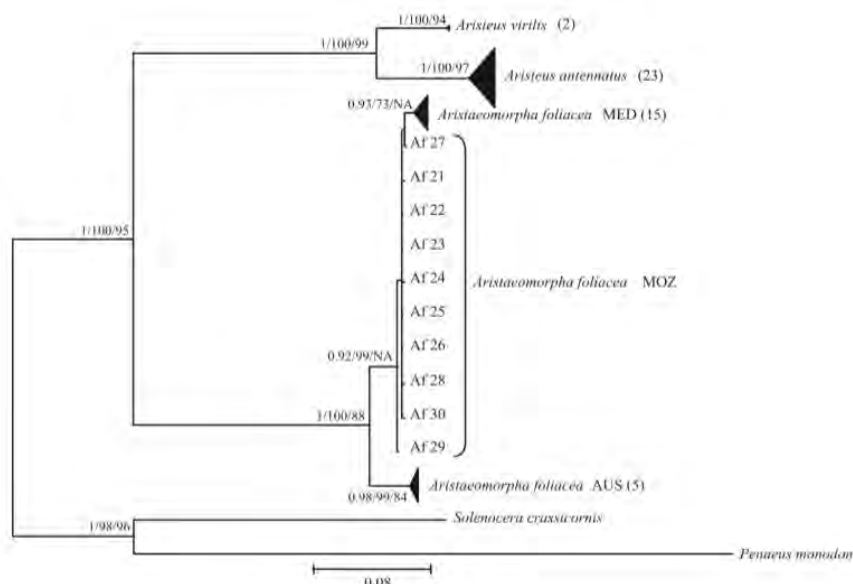 1/100/94 Aristeus virilis (2)
1/100/99
1/100/97 Aristeus antennatus (23)
0.93/73/NA Aristaeomorpha foliacea MED (15)
Af 27
Af 21
Af 22
1/100/95 Af 23
Af 24 Aristaeomorpha foliacea MOZ
Af 25
0.92/99/NA Af 26
Af 28
1/100/88 Af 30
Af 29
Aristaeomorpha foliacea AUS (5)
0.98/99/84
Solenocera crassicornis
1/98/96
Penaeus monodon
0.08